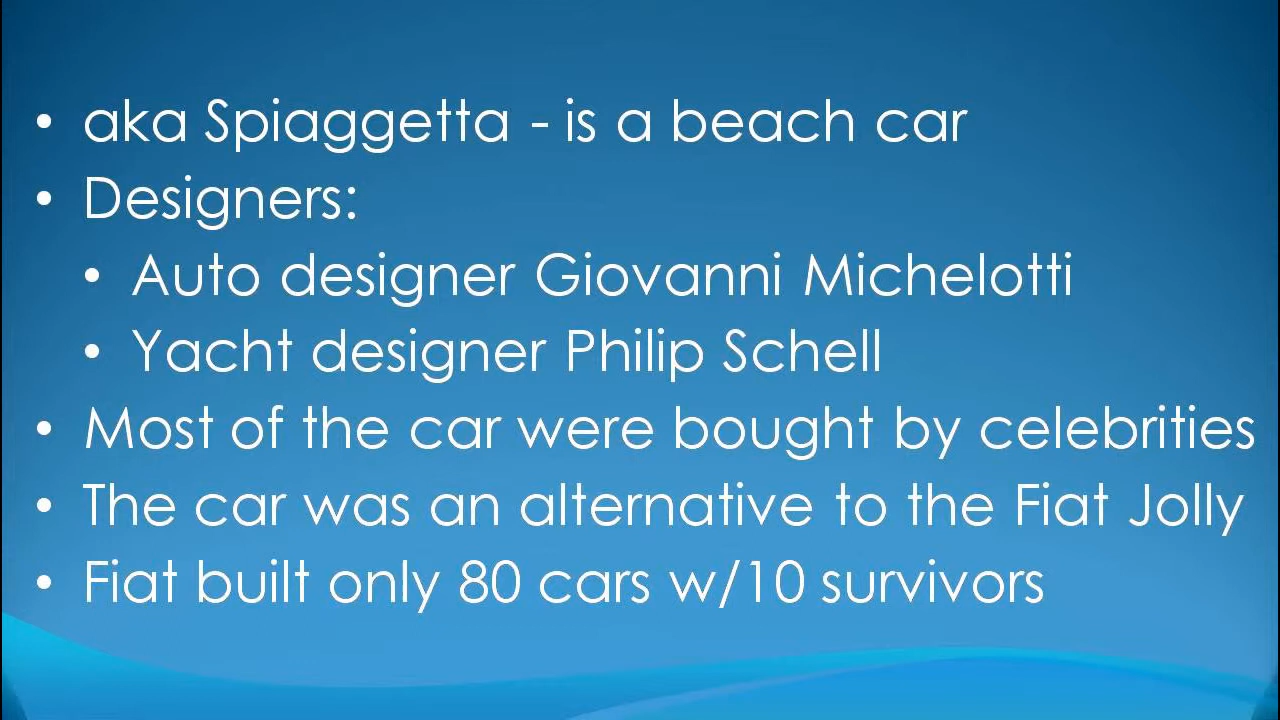 • aka Spiaggetta - is a beach car
• Designers:
• Auto designer Giovanni Michelotti
• Yacht designer Philip Schell
• Most of the car were bought by celebrities
• The car was an alternative to the Fiat Jolly
• Fiat built only 80 cars w/10 survivors